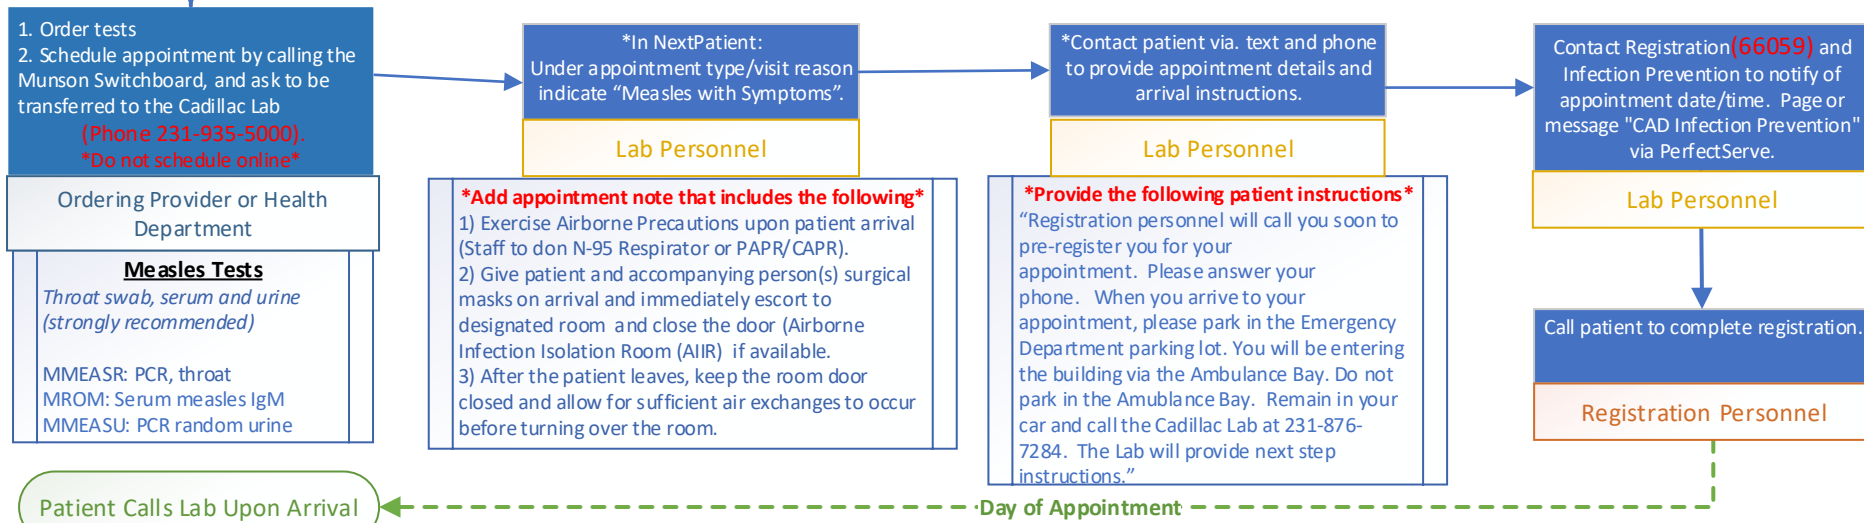 1. Order tests
2. Schedule appointment by calling the
Munson Switchboard, and ask to be
transferred to the Cadillac Lab
(Phone 231-935-5000).
*Do not schedule online*
Ordering Provider or Health
Department
Measles Tests
Throat swab, serum and urine
(strongly recommended)
MMEASR: PCR, throat
MROM: Serum measles IgM
MMEASU: PCR random urine
*In NextPatient:
Under appointment type/visit reason
indicate “Measles with Symptoms”.
Lab Personnel
*Add appointment note that includes the following*
1) Exercise Airborne Precautions upon patient arrival
(Staff to don N-95 Respirator or PAPR/CAPR).
2) Give patient and accompanying person(s) surgical
masks on arrival and immediately escort to
designated room and close the door (Airborne
Infection Isolation Room (AIIR) if available.
3) After the patient leaves, keep the room door
closed and allow for sufficient air exchanges to occur
before turning over the room.
*Contact patient via. text and phone
to provide appointment details and
arrival instructions.
Lab Personnel
*Provide the following patient instructions*
“Registration personnel will call you soon to
pre-register you for your
appointment. Please answer your
phone. When you arrive to your
appointment, please park in the Emergency
Department parking lot. You will be entering
the building via the Ambulance Bay. Do not
park in the Amublance Bay. Remain in your
car and call the Cadillac Lab at 231-876-
7284. The Lab will provide next step
instructions.”
Contact Registration(66059) and
Infection Prevention to notify of
appointment date/time. Page or
message "CAD Infection Prevention"
via PerfectServe.
Lab Personnel
Call patient to complete registration.
Registration Personnel
Day of Appointment
Patient Calls Lab Upon Arrival